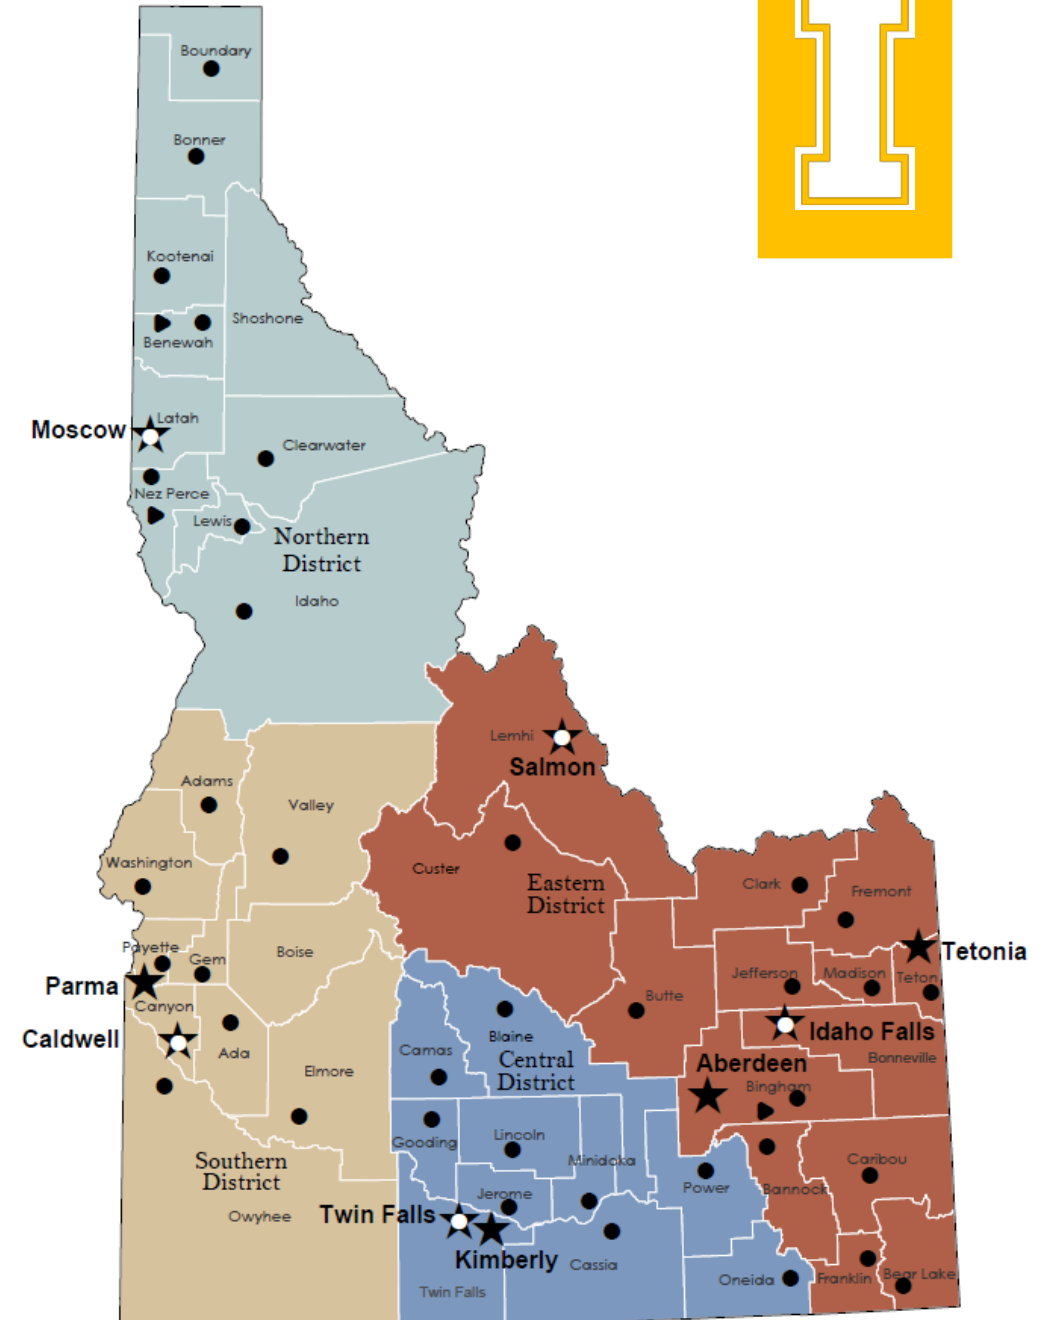 Boundary
Bonner
Kootenai
Shoshone
Benewah
Latah
Moscow
Clearwater
Nez Perce
Lewis
Northern
District
Idaho
Lemhi
Salmon
Adams
Valley
Washington
Custer
Eastern
District
Clark
Fremont
Payette
Gem
Boise
Tetonia
Jefferson
Madison
Teton
Parma
Canyon
Butte
Caldwell
Ada
Camas
Blaine
Idaho Falls
Central
District
Bonneville
Elmore
Aberdeen
Bingham
Gooding
Lincoln
Minidoka
Southern
District
Caribou
Power
Bannock
Jerome
Owyhee
Twin Falls
Kimberly
Cassia
Twin Falls
Oneida
Franklin
Bear Lake
I